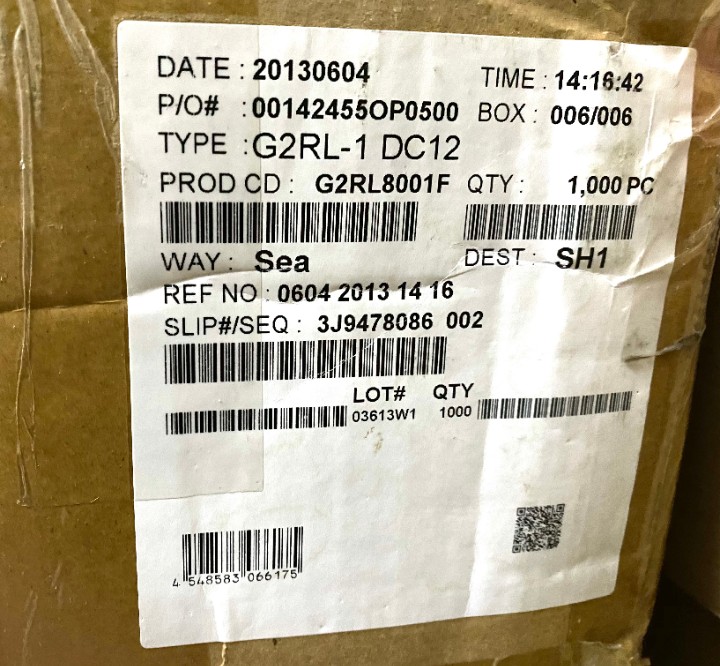 DATE : 20130604 TIME : 14:16:42
P/O# : 00142455OP0500 BOX : 006/006
TYPE : G2RL-1 DC12
PROD CD : G2RL8001F QTY : 1,000 PC
WAY : Sea DEST : SH1
REF NO : 0604 2013 14 16
SLIP#/SEQ : 3J9478086 002
LOT# QTY
03613W1 1000
4 548583 066175